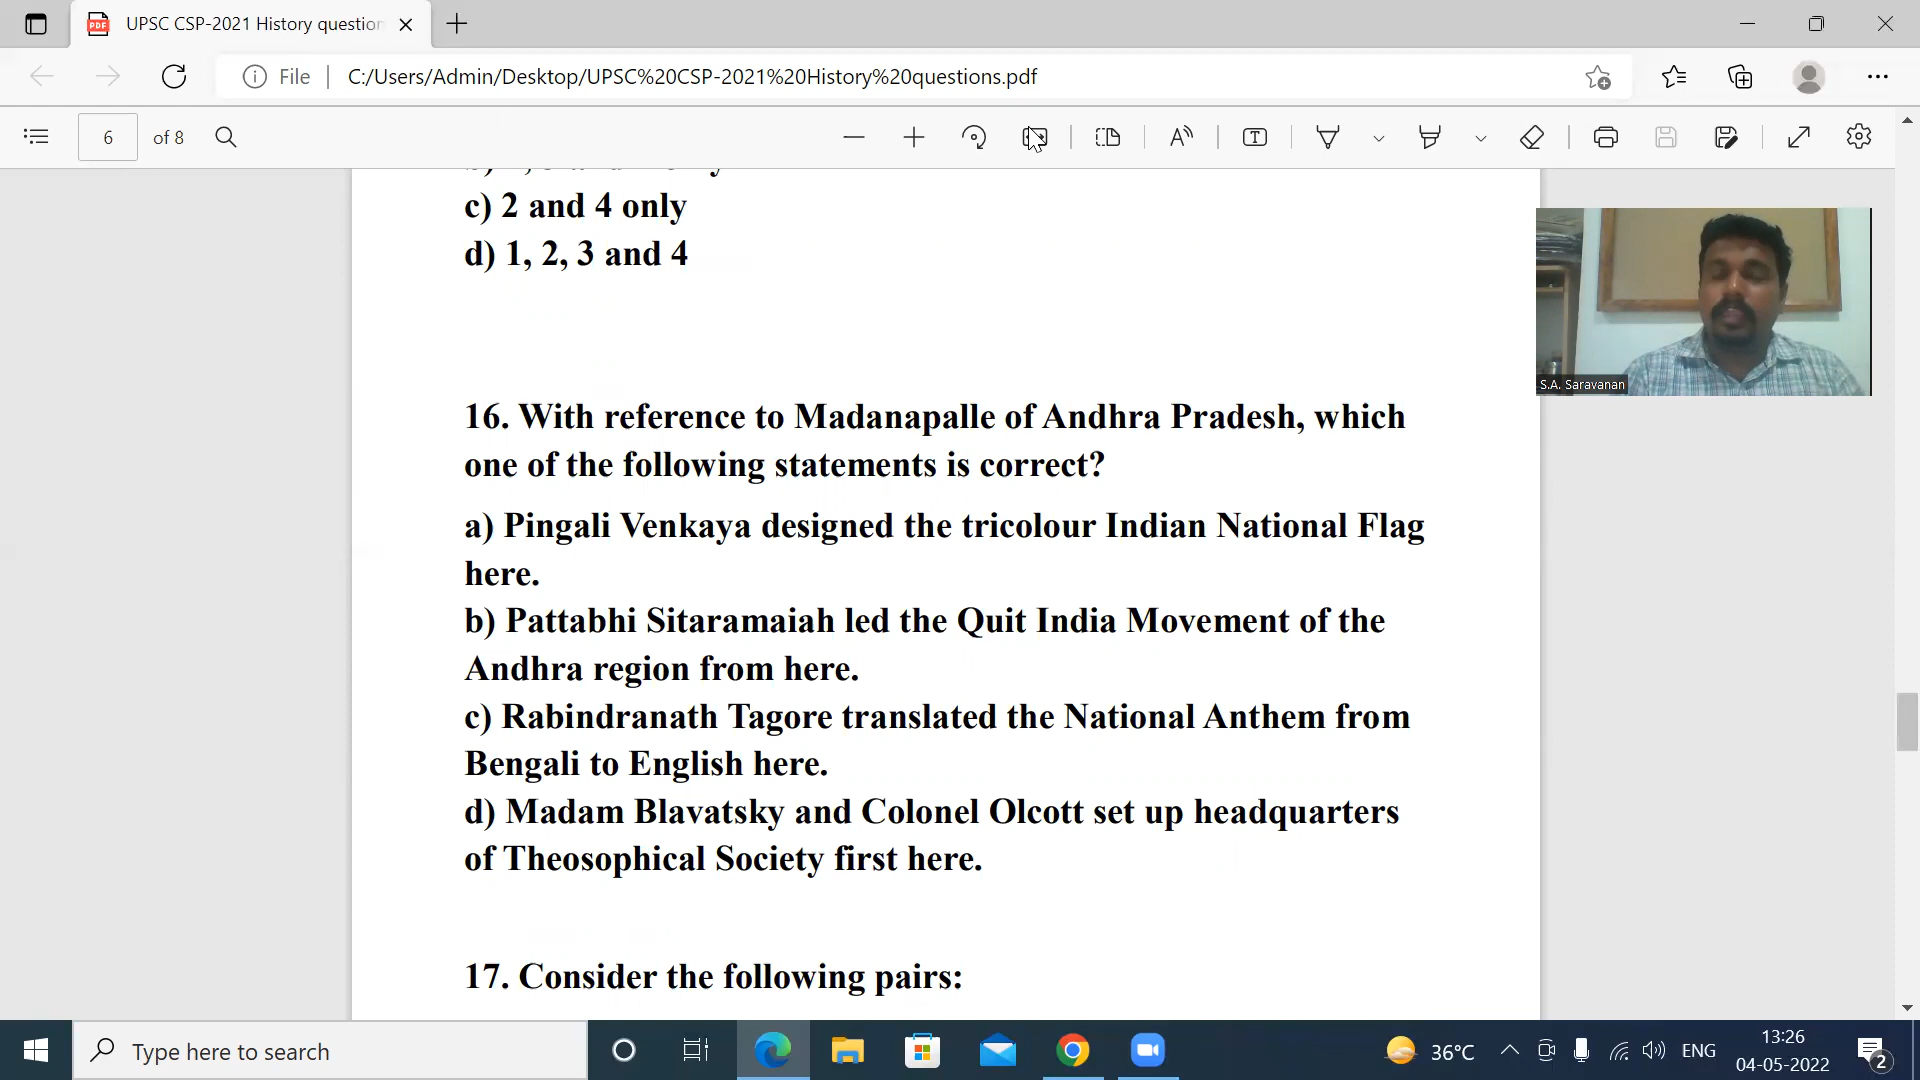 UPSC CSP-2021 History question
File
C:/Users/Admin/Desktop/UPSC%20CSP-2021%20History%20questions.pdf
6 of 8
c) 2 and 4 only
d) 1, 2, 3 and 4
S.A. Saravanan
16. With reference to Madanapalle of Andhra Pradesh, which
one of the following statements is correct?
a) Pingali Venkaya designed the tricolour Indian National Flag
here.
b) Pattabhi Sitaramaiah led the Quit India Movement of the
Andhra region from here.
c) Rabindranath Tagore translated the National Anthem from
Bengali to English here.
d) Madam Blavatsky and Colonel Olcott set up headquarters
of Theosophical Society first here.
17. Consider the following pairs:
Type here to search
36°C
ENG
13:26
04-05-2022
2